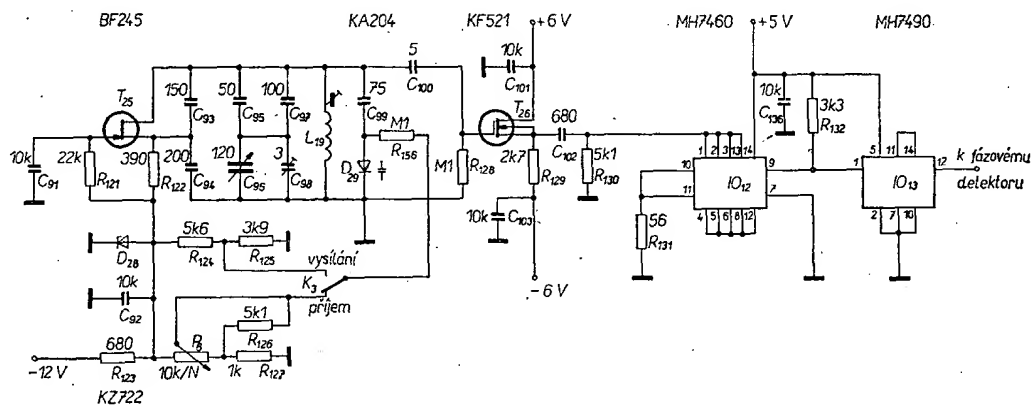 BF245
KA204
KF521
+6 V
MH7460
+5 V
MH7490
T25
150
C93
50
C95
100
C97
L19
5
C100
75
C99
M1
R156
10k
C101
T26
680
C102
10k
C136
3k3
R132
10k
C91
22k
R121
390
R122
200
C94
120
C95
3
C98
D29
M1
R128
2k7
R129
5k1
R130
10k
C103
-6 V
1 2 3 13 14
10
11
9
7
IO12
4 5 6 8 12
56
R131
5 11 14
1
12
IO13
2 7 10
k fázovému
detektoru
D28
5k6
R124
3k9
R125
vysílání
K3
příjem
10k
C92
5k1
R126
-12 V
680
R123
10k/N
1k
R127
KZ722